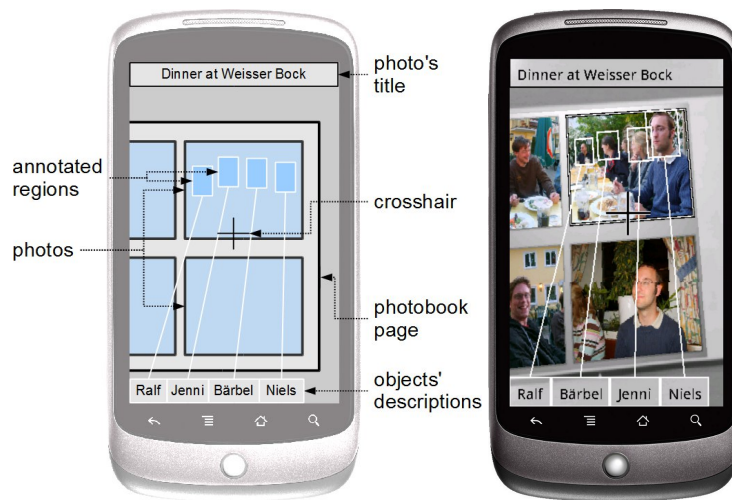 Dinner at Weisser Bock
photo's
title
annotated
regions
crosshair
photos
photobook
page
Ralf Jenni Bärbel Niels
objects'
descriptions
Dinner at Weisser Bock
Ralf Bärbel Jenni Niels